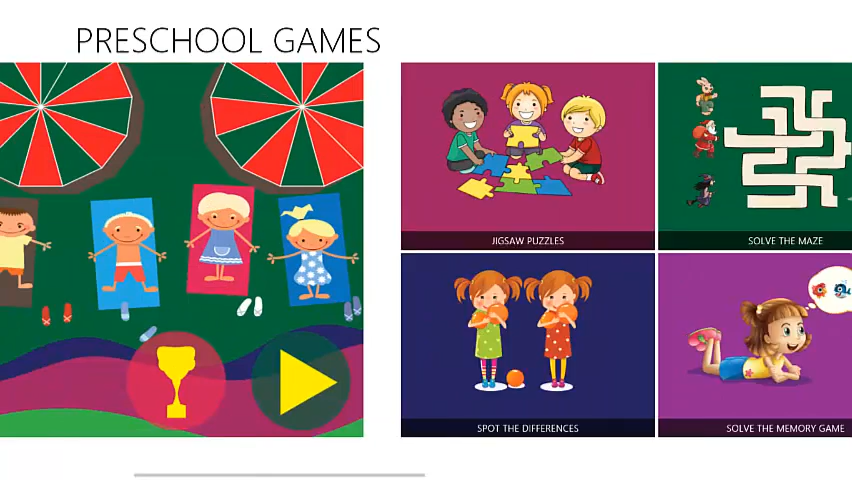 PRESCHOOL GAMES
JIGSAW PUZZLES
SOLVE THE MAZE
SPOT THE DIFFERENCES
SOLVE THE MEMORY GAME